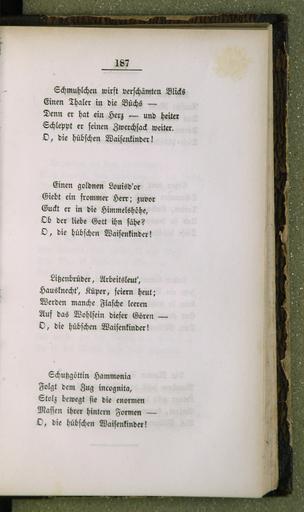 187
Schmuhlchen wirft verschämten Blicks
Einen Thaler in die Büchs —
Denn er hat ein Herz — und heiter
Schleppt er seinen Zwerchsack weiter.
O, die hübschen Waisenkinder!
Einen goldnen Louisd'or
Giebt ein frommer Herr; zuvor
Guckt er in die Himmelshöhe,
Ob der liebe Gott ihn sähe?
O, die hübschen Waisenkinder!
Litzenbrüder, Arbeitsleut',
Hausknecht', Küper, feiern heut;
Werden manche Flasche leeren
Auf das Wohlsein dieser Gören —
O, die hübschen Waisenkinder!
Schutzgöttin Hammonia
Folgt dem Zug incognita,
Stolz bewegt sie die enormen
Massen ihrer hintern Formen —
O, die hübschen Waisenkinder!